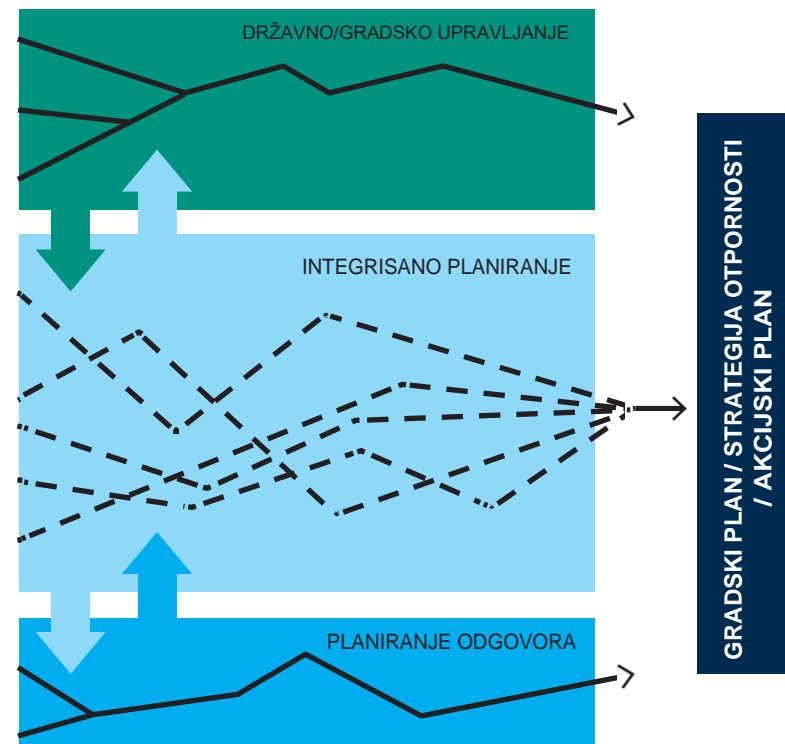 DRŽAVNO/GRADSKO UPRAVLJANJE
INTEGRISANO PLANIRANJE
PLANIRANJE ODGOVORA
GRADSKI PLAN / STRATEGIJA OTPORNOSTI
/ AKCIJSKI PLAN